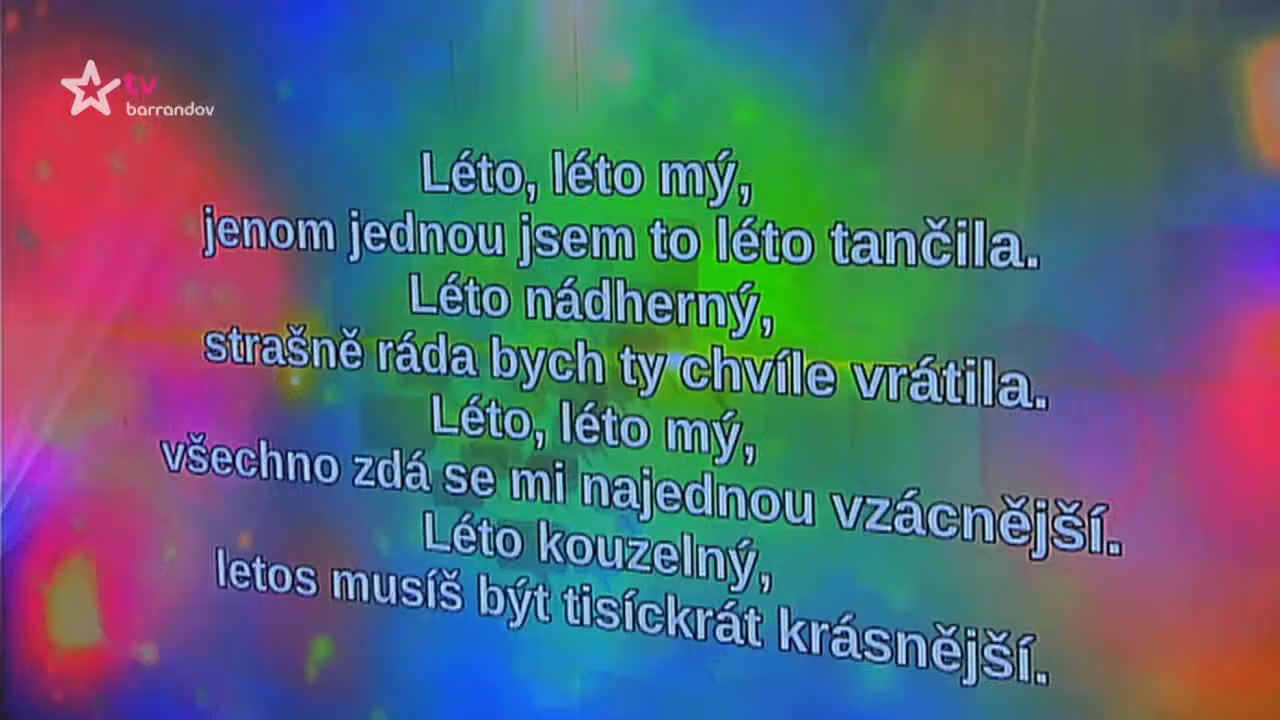 tv
barrandov
Léto, léto mý,
jenom jednou jsem to léto tančila.
Léto nádherný,
strašně ráda bych ty chvíle vrátila.
Léto, léto mý,
všechno zdá se mi najednou vzácnější.
Léto kouzelný,
letos musíš být tisíckrát krásnější.